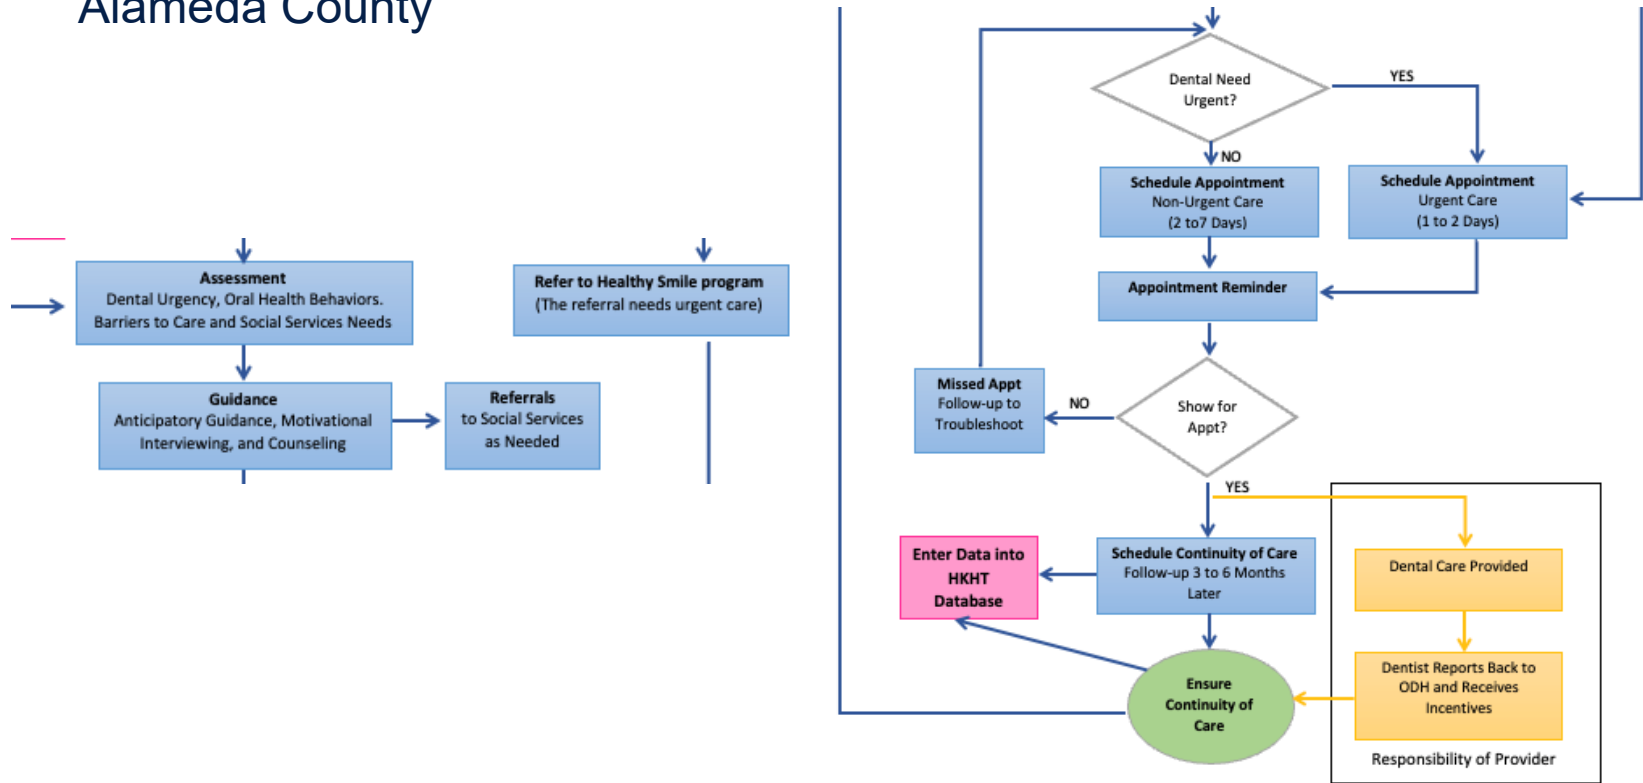 Alameda County
Assessment
Dental Urgency, Oral Health Behaviors.
Barriers to Care and Social Services Needs
Guidance
Anticipatory Guidance, Motivational
Interviewing, and Counseling
Referrals
to Social Services
as Needed
Refer to Healthy Smile program
(The referral needs urgent care)
Dental Need
Urgent?
YES
NO
Schedule Appointment
Non-Urgent Care
(2 to7 Days)
Schedule Appointment
Urgent Care
(1 to 2 Days)
Appointment Reminder
Missed Appt
Follow-up to
Troubleshoot
NO
Show for
Appt?
YES
Enter Data into
HKHT
Database
Schedule Continuity of Care
Follow-up 3 to 6 Months
Later
Dental Care Provided
Ensure
Continuity of
Care
Dentist Reports Back to
ODH and Receives
Incentives
Responsibility of Provider